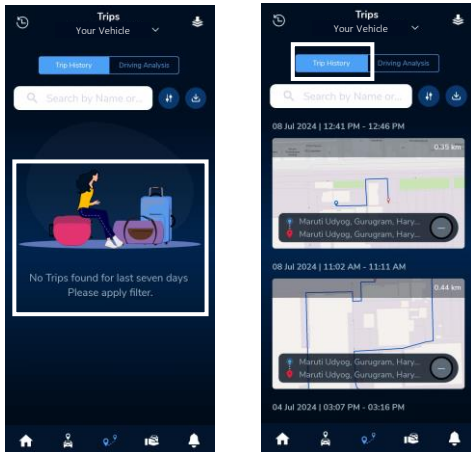 Trips
Your Vehicle
Trip History
Driving Analysis
Search by Name or...
No Trips found for last seven days
Please apply filter.
Trips
Your Vehicle
Trip History
Driving Analysis
Search by Name or...
08 Jul 2024 | 12:41 PM - 12:46 PM
0.35 km
Maruti Udyog, Gurugram, Hary...
Maruti Udyog, Gurugram, Hary...
08 Jul 2024 | 11:02 AM - 11:11 AM
0.44 km
Maruti Udyog, Gurugram, Hary...
Maruti Udyog, Gurugram, Hary...
04 Jul 2024 | 03:07 PM - 03:16 PM